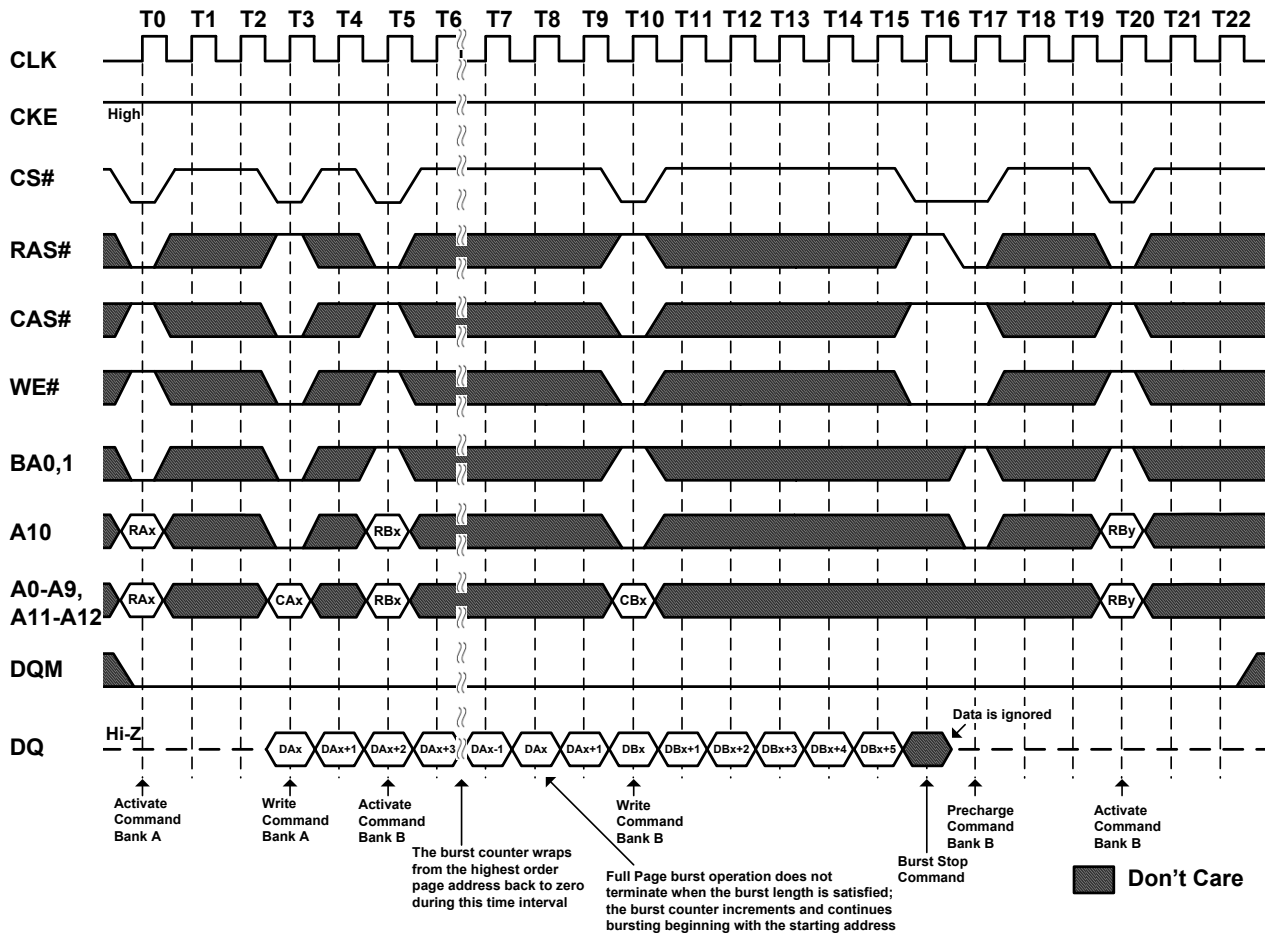 T0 T1 T2 T3 T4 T5 T6 T7 T8 T9 T10 T11 T12 T13 T14 T15 T16 T17 T18 T19 T20 T21 T22
CLK
CKE High
CS#
RAS#
CAS#
WE#
BA0,1
A10 RAx RBx RBy
A0-A9,
A11-A12
RAx CAx RBx CBx RBy
DQM
Data is ignored
DQ Hi-Z DAx DAx+1 DAx+2 DAx+3 DAx-1 DAx DAx+1 DBx DBx+1 DBx+2 DBx+3 DBx+4 DBx+5
Activate
Command
Bank A
Write
Command
Bank A
Activate
Command
Bank B
The burst counter wraps
from the highest order
page address back to zero
during this time interval
Full Page burst operation does not
terminate when the burst length is satisfied;
the burst counter increments and continues
bursting beginning with the starting address
Write
Command
Bank B
Burst Stop
Command
Precharge
Command
Bank B
Activate
Command
Bank B
Don't Care